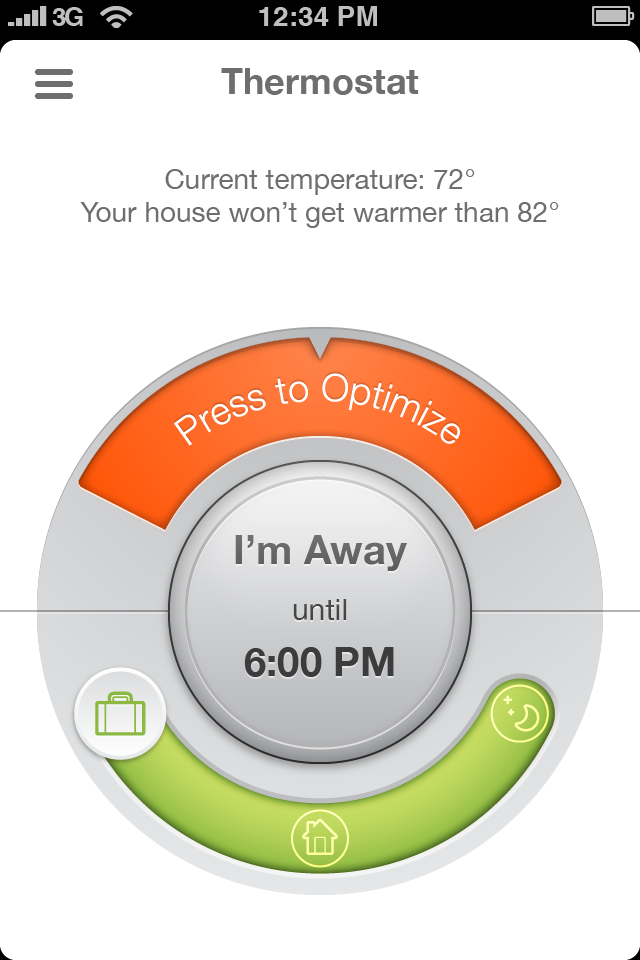 3G 12:34 PM
Thermostat
Current temperature: 72°
Your house won’t get warmer than 82°
Press to Optimize
I’m Away
until
6:00 PM